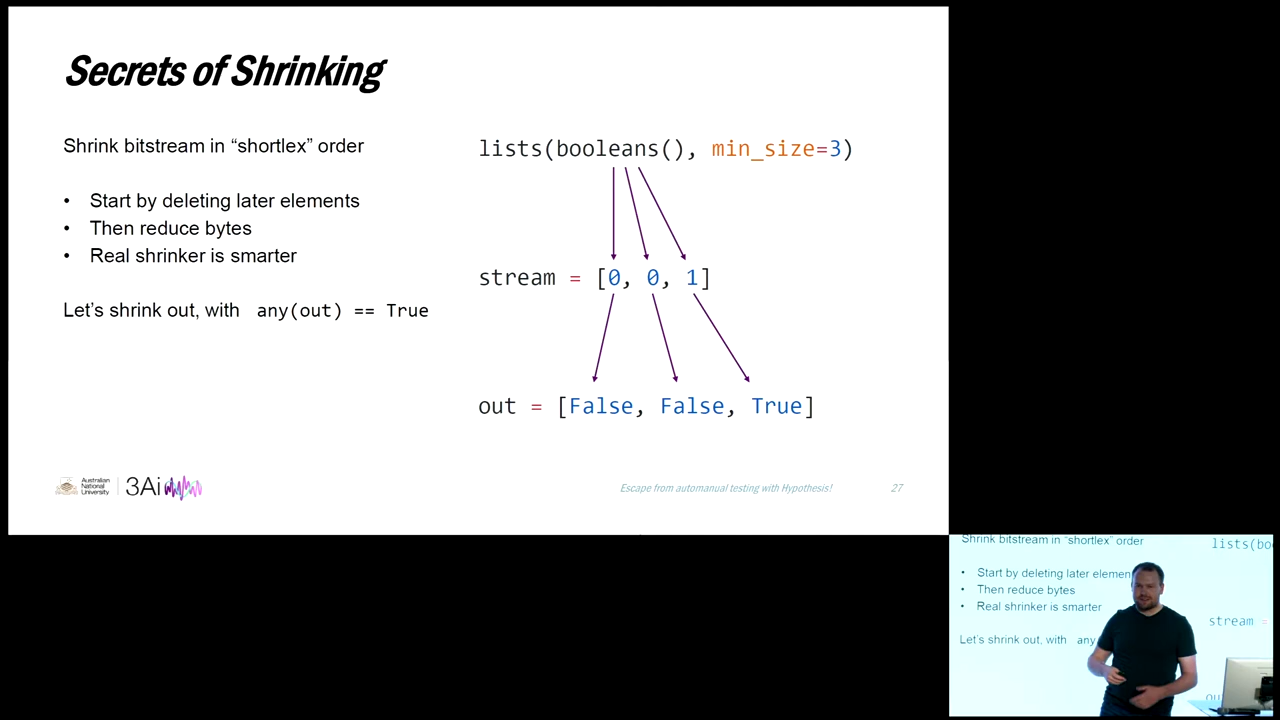 Secrets of Shrinking
Shrink bitstream in “shortlex” order
• Start by deleting later elements
• Then reduce bytes
• Real shrinker is smarter
Let’s shrink out, with any(out) == True
lists(booleans(), min_size=3)
stream = [0, 0, 1]
out = [False, False, True]
Australian
National
University
3Ai
Escape from automanual testing with Hypothesis!
27
Shrink bitstream in “shortlex” order
• Start by deleting later elemen
• Then reduce bytes
• Real shrinker is smarter
Let’s shrink out, with any
lists(bo
stream =
ou